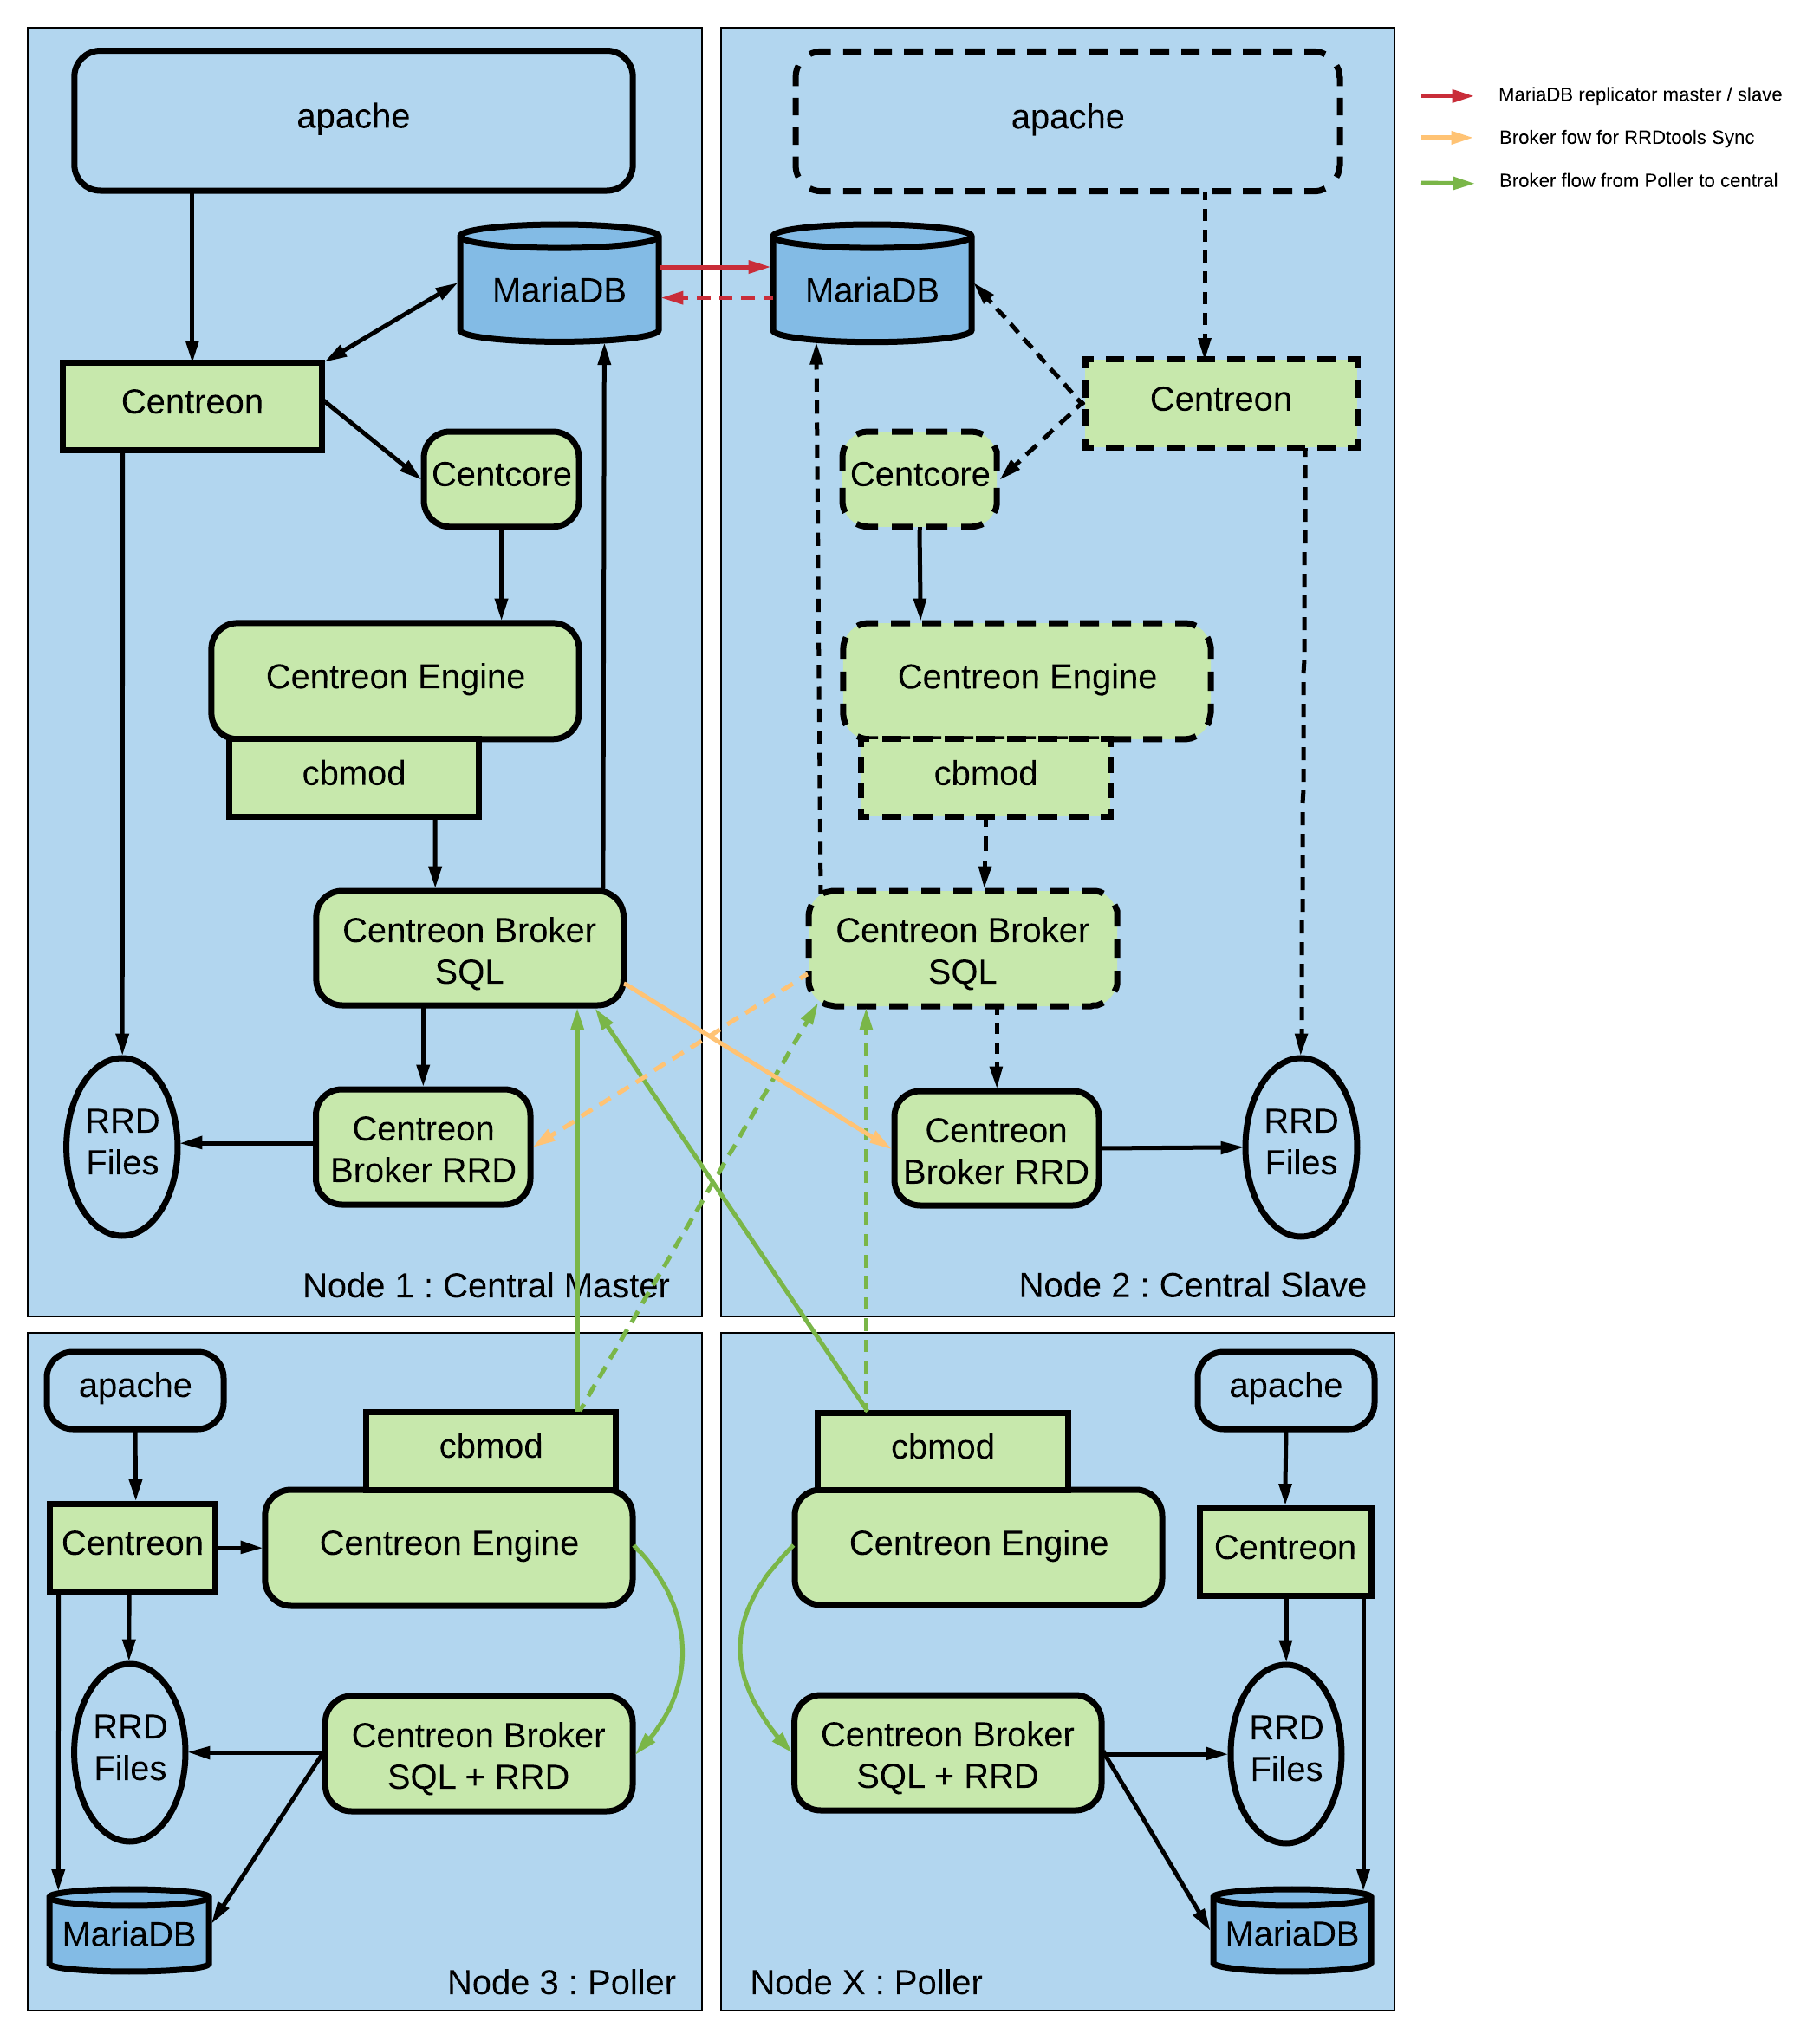 apache
MariaDB
Centreon
Centcore
Centreon Engine
cbmod
Centreon Broker
SQL
Centreon
Broker RRD
RRD
Files
Node 1 : Central Master
apache
MariaDB
Centreon
Centcore
Centreon Engine
cbmod
Centreon Broker
SQL
Centreon
Broker RRD
RRD
Files
Node 2 : Central Slave
MariaDB replicator master / slave
Broker fow for RRDtools Sync
Broker flow from Poller to central
apache
cbmod
Centreon
Centreon Engine
RRD
Files
Centreon Broker
SQL + RRD
MariaDB
Node 3 : Poller
apache
cbmod
Centreon Engine
Centreon
Centreon Broker
SQL + RRD
RRD
Files
MariaDB
Node X : Poller